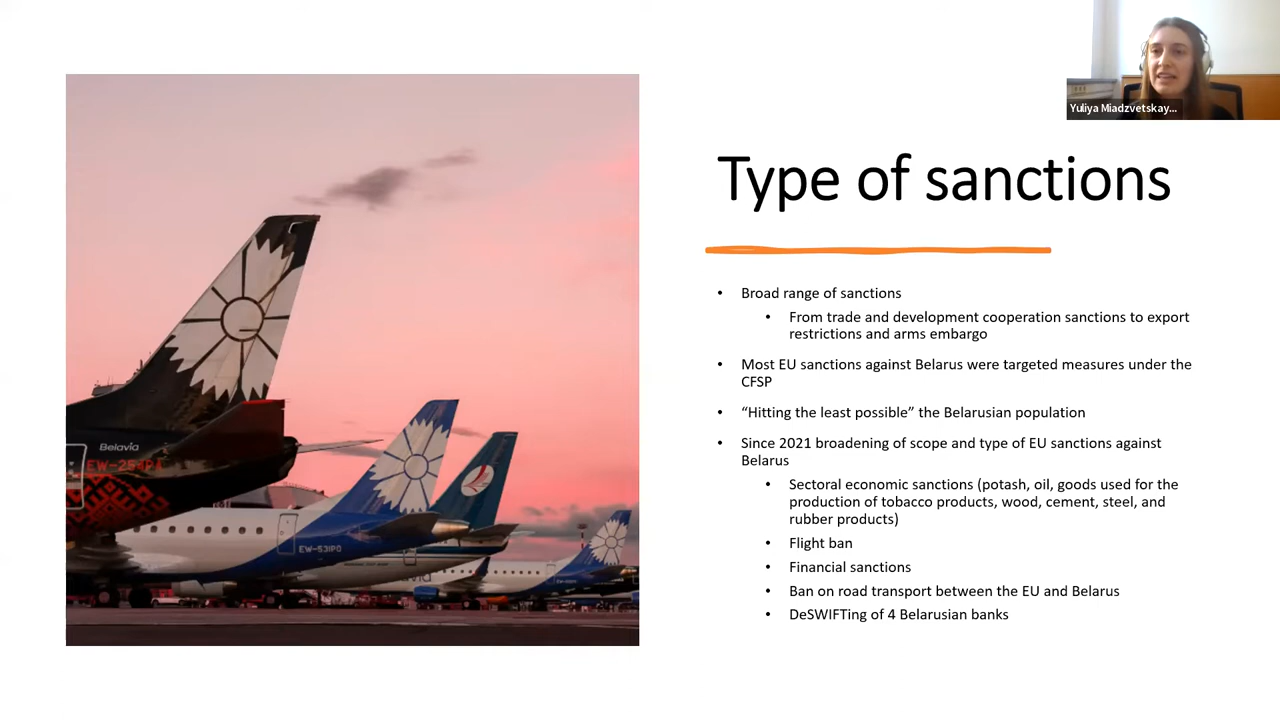 Yuliya Miadzvetskay...
Type of sanctions
• Broad range of sanctions
• From trade and development cooperation sanctions to export
restrictions and arms embargo
• Most EU sanctions against Belarus were targeted measures under the
CFSP
• “Hitting the least possible” the Belarusian population
• Since 2021 broadening of scope and type of EU sanctions against
Belarus
• Sectoral economic sanctions (potash, oil, goods used for the
production of tobacco products, wood, cement, steel, and
rubber products)
• Flight ban
• Financial sanctions
• Ban on road transport between the EU and Belarus
• DeSWIFTing of 4 Belarusian banks
Belavia
EW-531PO